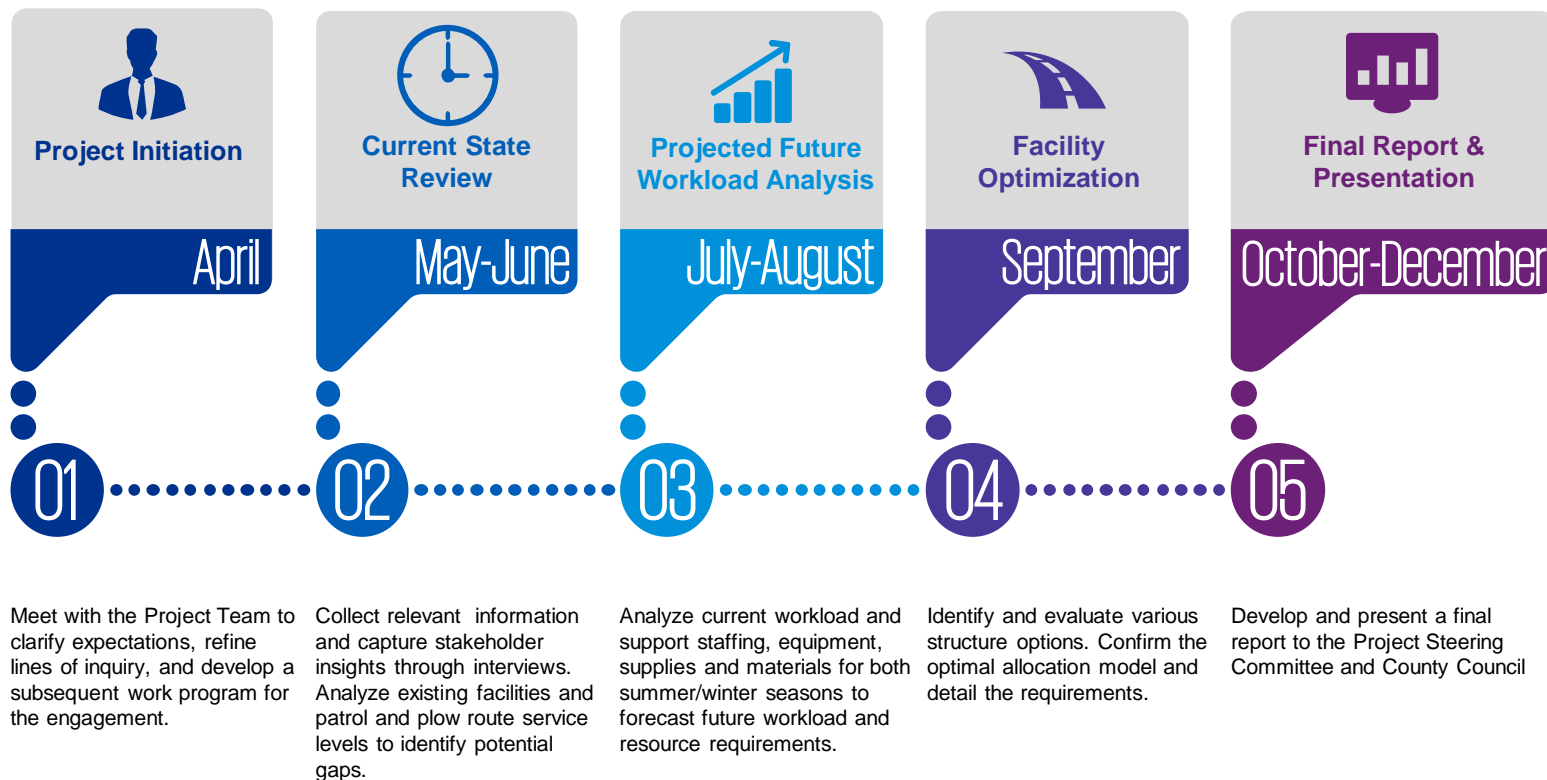 Project Initiation
April
01
Meet with the Project Team to
clarify expectations, refine
lines of inquiry, and develop a
subsequent work program for
the engagement.
Current State
Review
May-June
02
Collect relevant information
and capture stakeholder
insights through interviews.
Analyze existing facilities and
patrol and plow route service
levels to identify potential
gaps.
Projected Future
Workload Analysis
July-August
03
Analyze current workload and
support staffing, equipment,
supplies and materials for both
summer/winter seasons to
forecast future workload and
resource requirements.
Facility
Optimization
September
04
Identify and evaluate various
structure options. Confirm the
optimal allocation model and
detail the requirements.
Final Report &
Presentation
October-December
05
Develop and present a final
report to the Project Steering
Committee and County Council